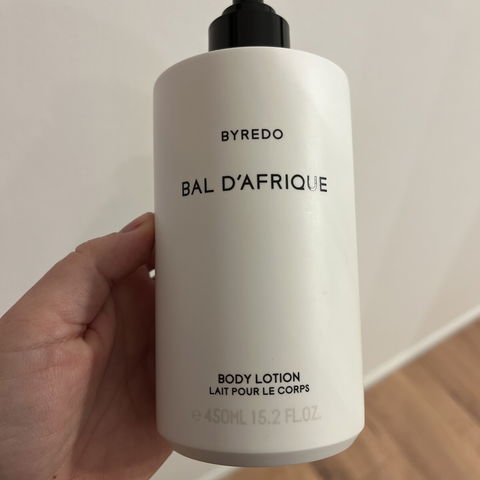 BYREDO
BAL D'AFRIQUE
BODY LOTION
LAIT POUR LE CORPS
e 450ML 15.2 FL.OZ.